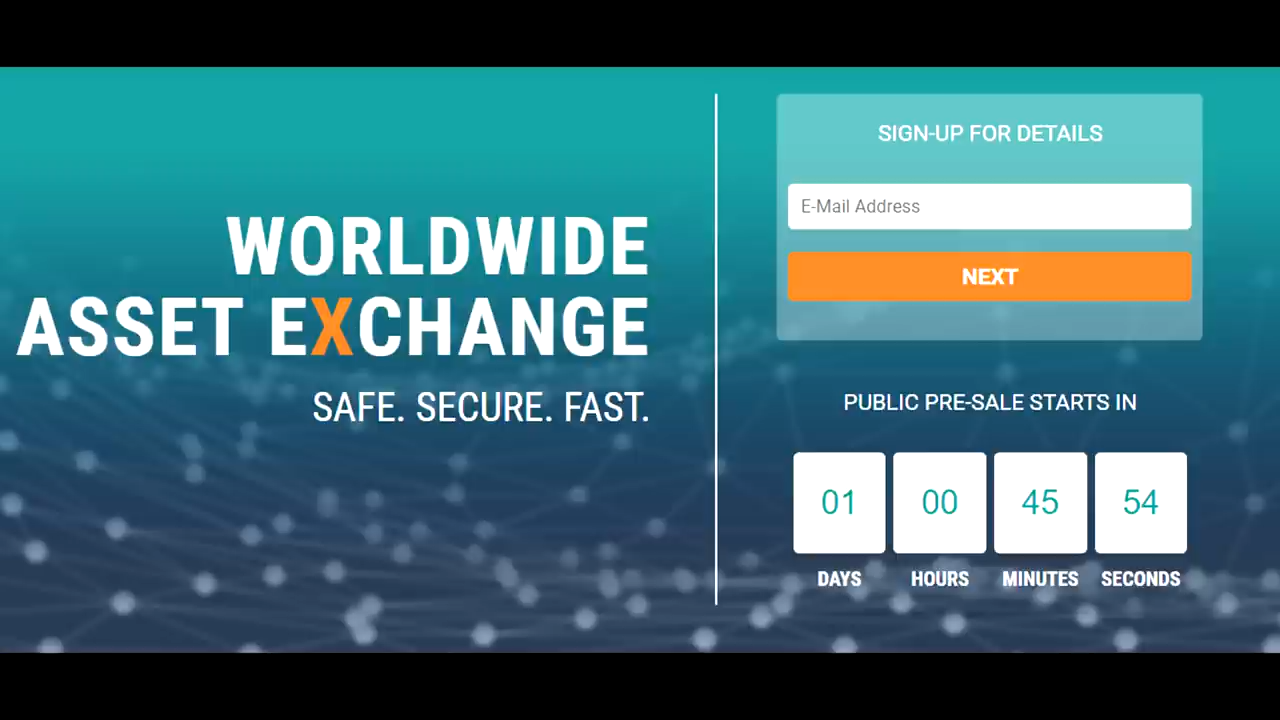 WORLDWIDE
ASSET EXCHANGE
SAFE. SECURE. FAST.
SIGN-UP FOR DETAILS
E-Mail Address
NEXT
PUBLIC PRE-SALE STARTS IN
01 00 45 54
DAYS HOURS MINUTES SECONDS